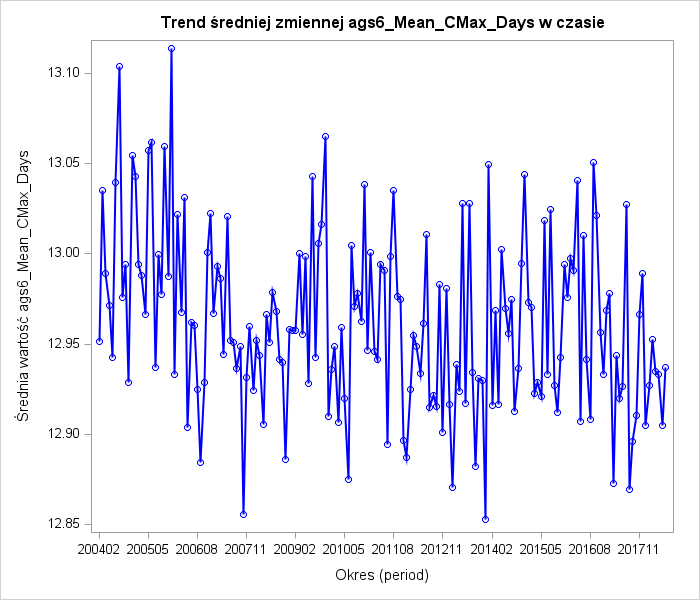 Trend średniej zmiennej ags6_Mean_CMax_Days w czasie
Średnia wartość ags6_Mean_CMax_Days
13.10
13.05
13.00
12.95
12.90
12.85
200402 200505 200608 200711 200902 201005 201108 201211 201402 201505 201608 201711
Okres (period)